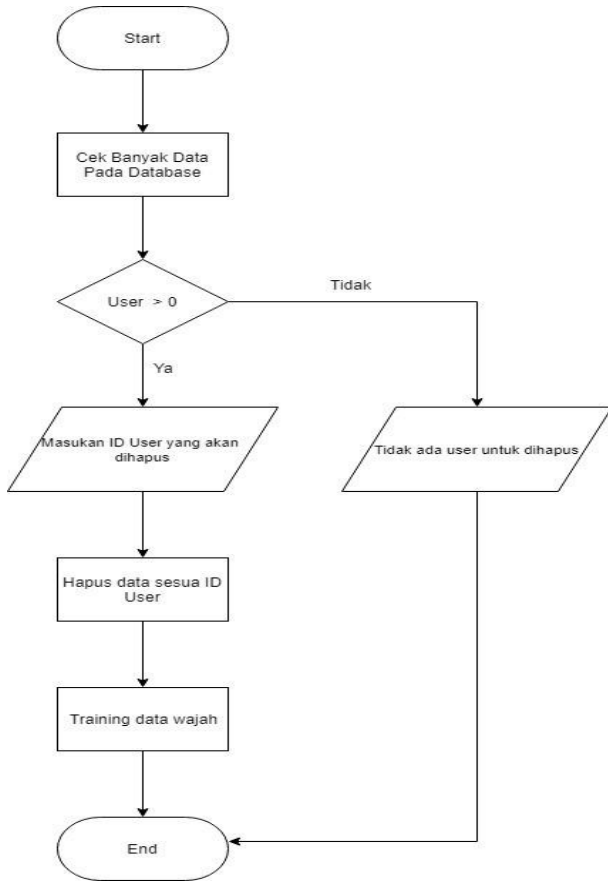 Start
Cek Banyak Data
Pada Database
User > 0
Tidak
Ya
Masukan ID User yang akan
dihapus
Tidak ada user untuk dihapus
Hapus data sesua ID
User
Training data wajah
End